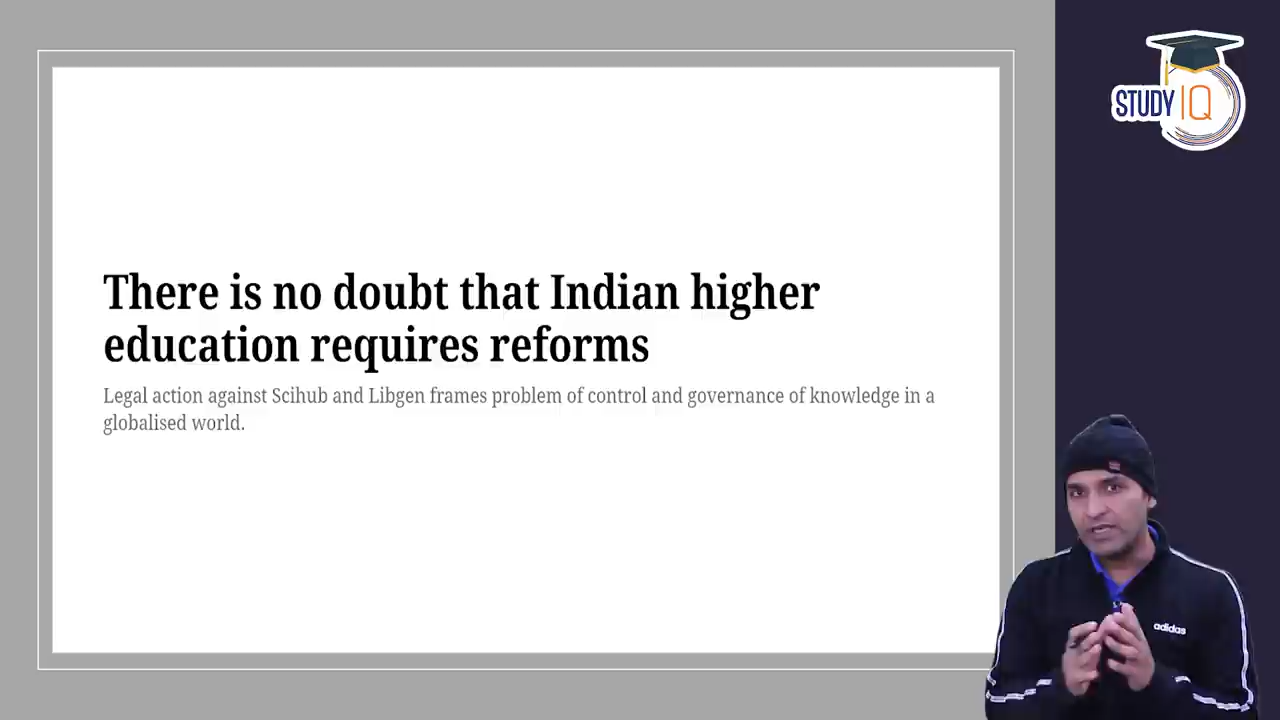 STUDY IQ
There is no doubt that Indian higher
education requires reforms
Legal action against Scihub and Libgen frames problem of control and governance of knowledge in a
globalised world.
adidas